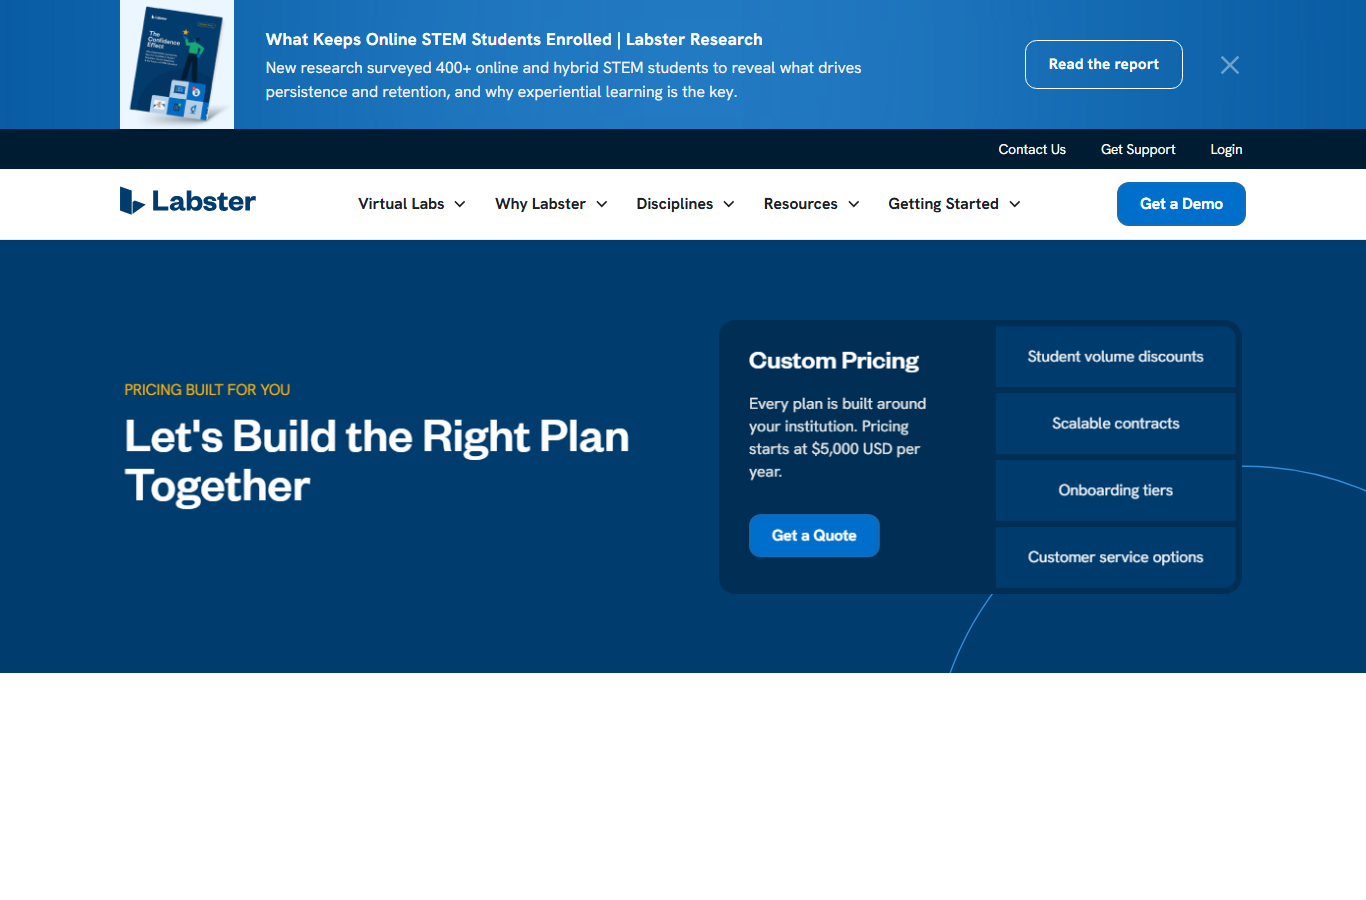 Labster
The
Confidence
Effect
What Keeps Online STEM Students Enrolled | Labster Research
New research surveyed 400+ online and hybrid STEM students to reveal what drives
persistence and retention, and why experiential learning is the key.
Read the report
Contact Us
Get Support
Login
Labster
Virtual Labs
Why Labster
Disciplines
Resources
Getting Started
Get a Demo
PRICING BUILT FOR YOU
Let's Build the Right Plan
Together
Custom Pricing
Every plan is built around
your institution. Pricing
starts at $5,000 USD per
year.
Get a Quote
Student volume discounts
Scalable contracts
Onboarding tiers
Customer service options